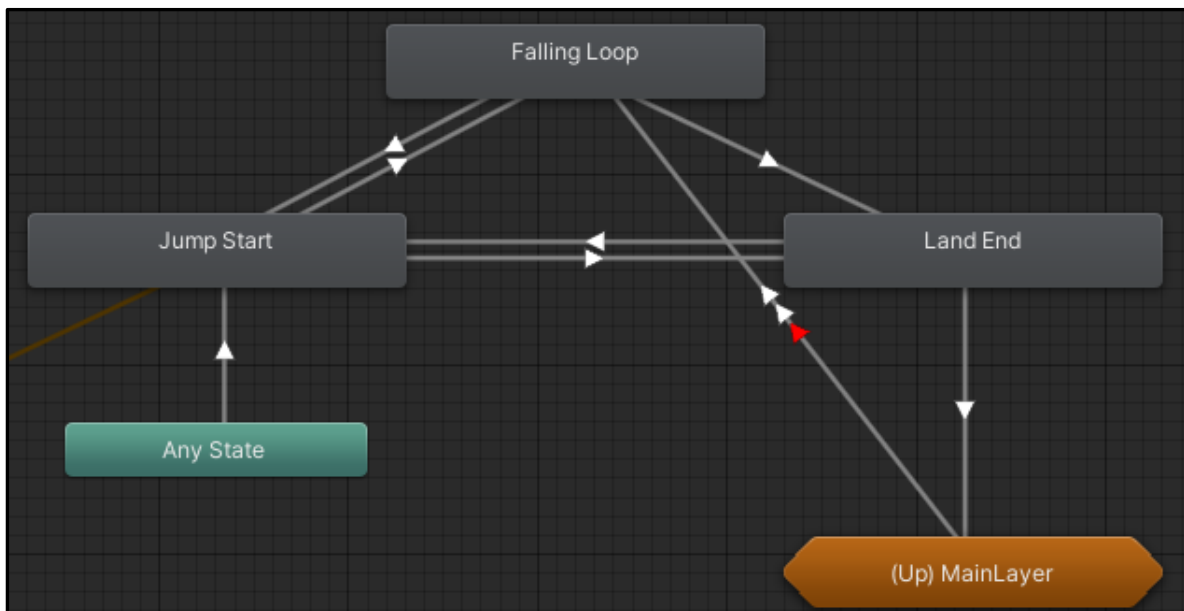 Falling Loop
Jump Start
Land End
Any State
(Up) MainLayer